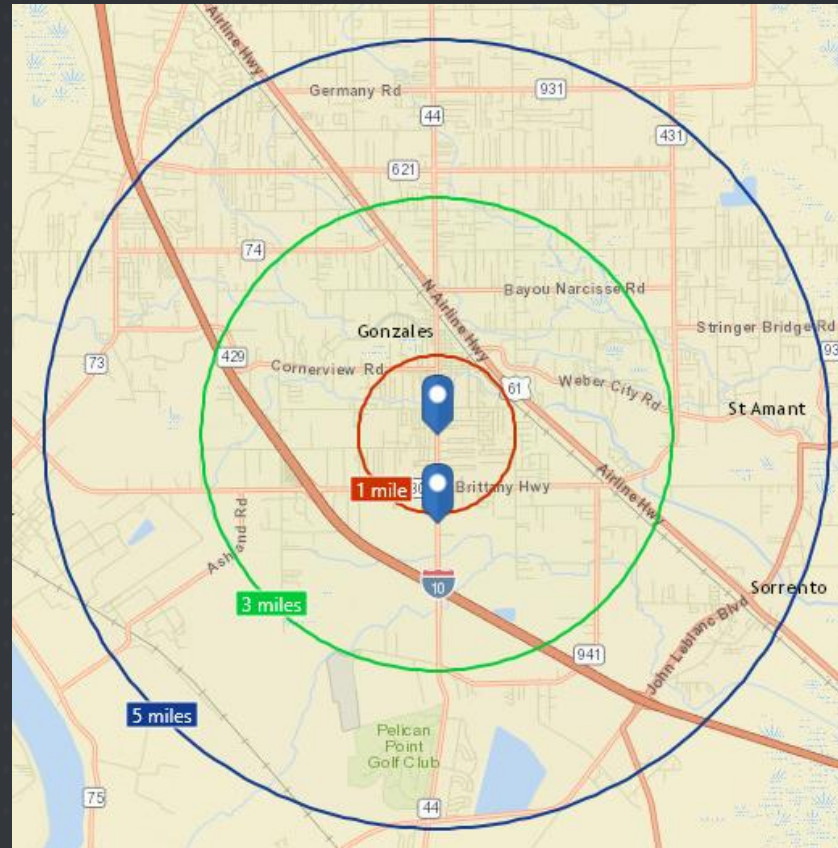 Airline Hwy
Germany Rd
931
44
431
621
74
Bayou Narcisse Rd
N Airline Hwy
Gonzales
Stringer Bridge Rd
429
73
Cornerview Rd
61
Weber City Rd
St Amant
1 mile
Brittany Hwy
Airline Hwy
Ashland Rd
10
Sorrento
3 miles
John Leblanc Blvd
941
5 miles
Pelican
Point
Golf Club
75
44